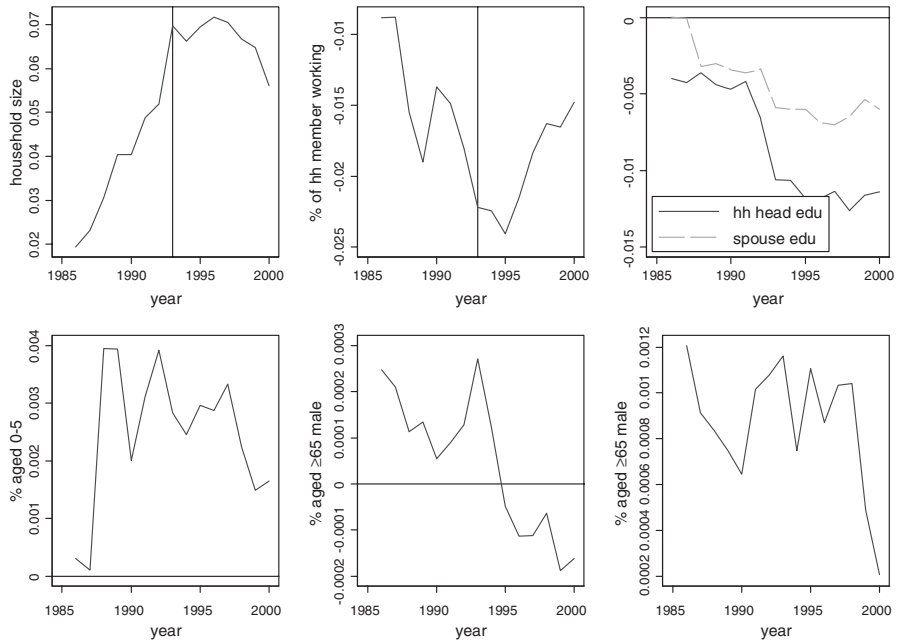 household size
0.07
0.06
0.05
0.04
0.03
0.02
1985 1990 1995 2000
year
% of hh member working
-0.01
-0.015
-0.02
-0.025
1985 1990 1995 2000
year
0
-0.005
-0.01
-0.015
hh head edu
spouse edu
1985 1990 1995 2000
year
% aged 0-5
0.004
0.003
0.002
0.001
0
1985 1990 1995 2000
year
% aged ≥65 male
0.0003
0.0002
0.0001
0
-0.0001
-0.0002
1985 1990 1995 2000
year
% aged ≥65 male
0.0012
0.001
0.0008
0.0006
0.0004
0.0002
1985 1990 1995 2000
year